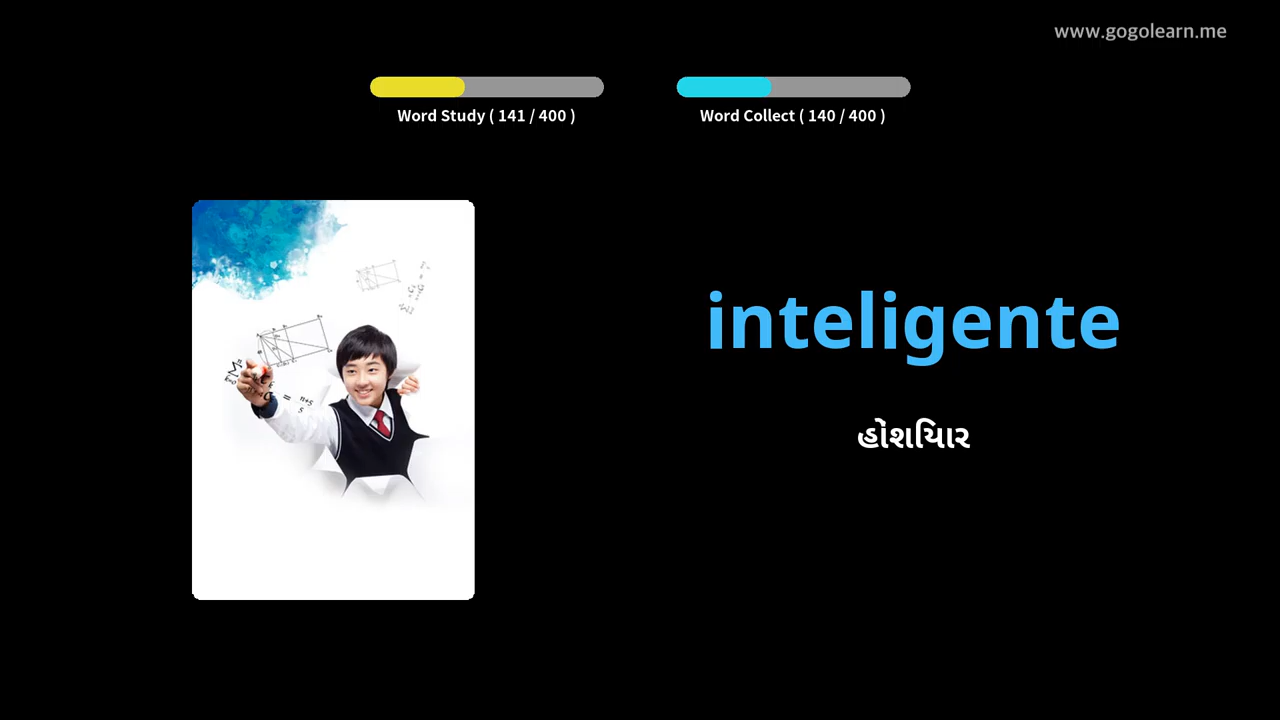 www.gogolearn.me
Word Study ( 141 / 400 )
Word Collect ( 140 / 400 )
inteligente
હોંશિયાર